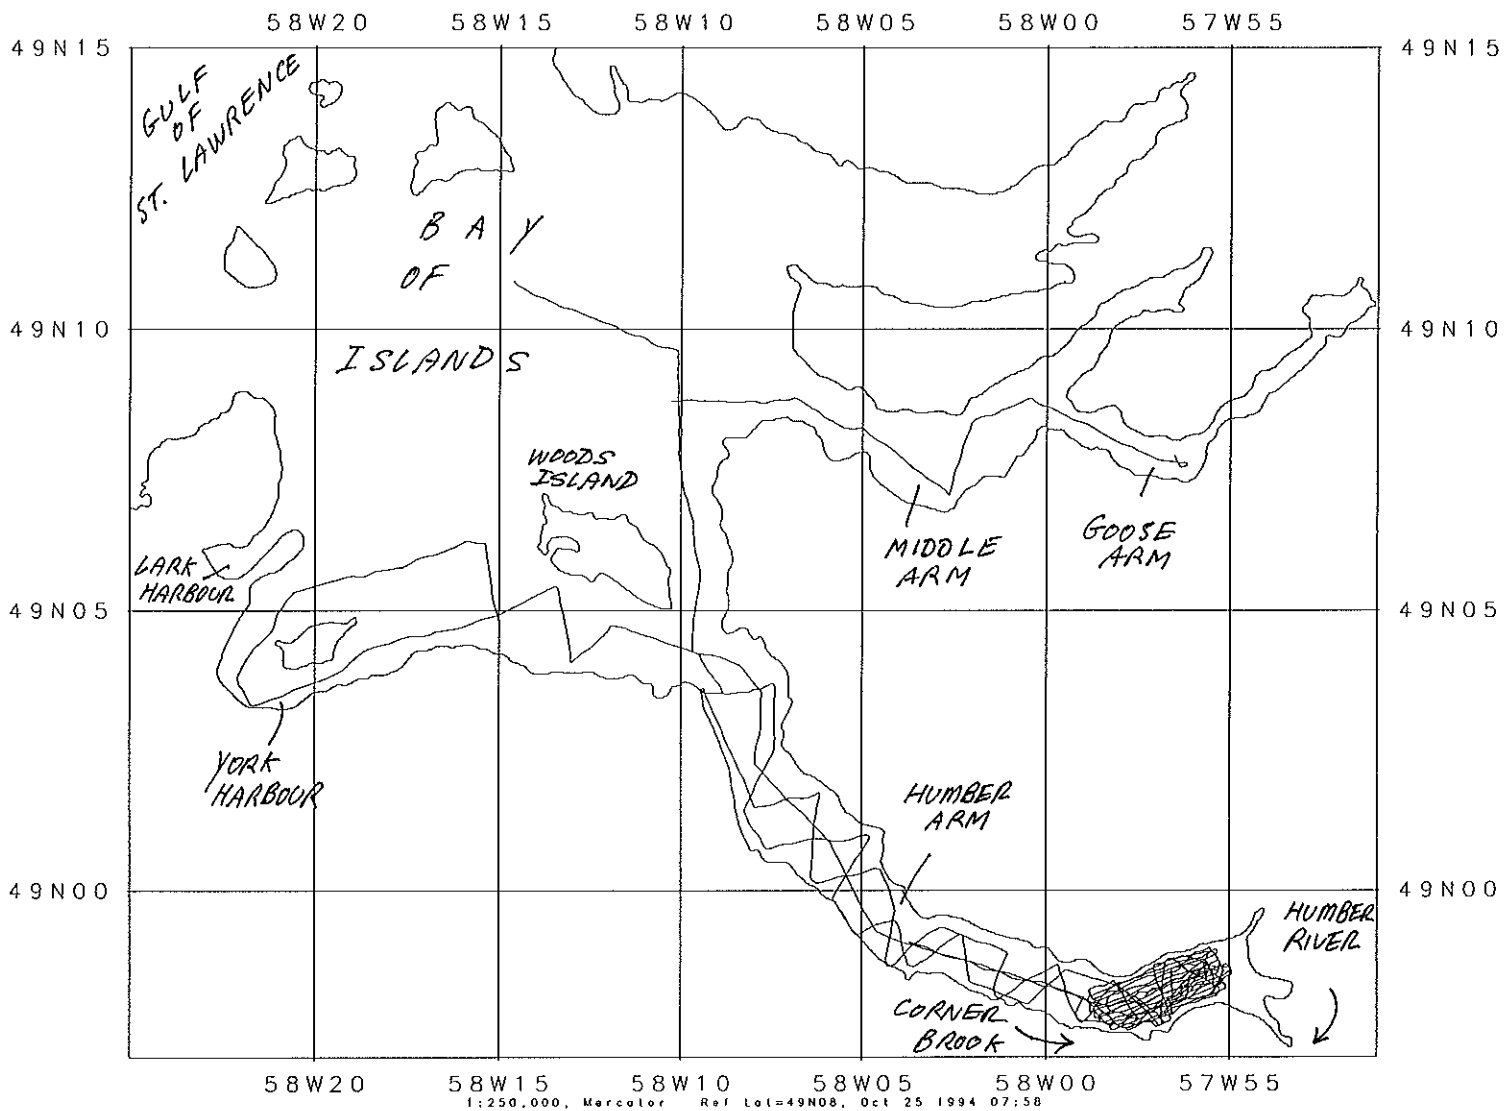 58W20 58W15 58W10 58W05 58W00 57W55
49N15 49N15
GULF
OF
ST. LAWRENCE
BAY
OF
49N10 49N10
ISLANDS
WOODS
ISLAND
MIDDLE
ARM
GOOSE
ARM
LARK
HARBOUR
49N05 49N05
YORK
HARBOUR
HUMBER
ARM
49N00 49N00
HUMBER
RIVER
CORNER
BROOK
58W20 58W15 58W10 58W05 58W00 57W55
1:250,000, Mercator Ref Lat=49N08, Oct 25 1994 07:58